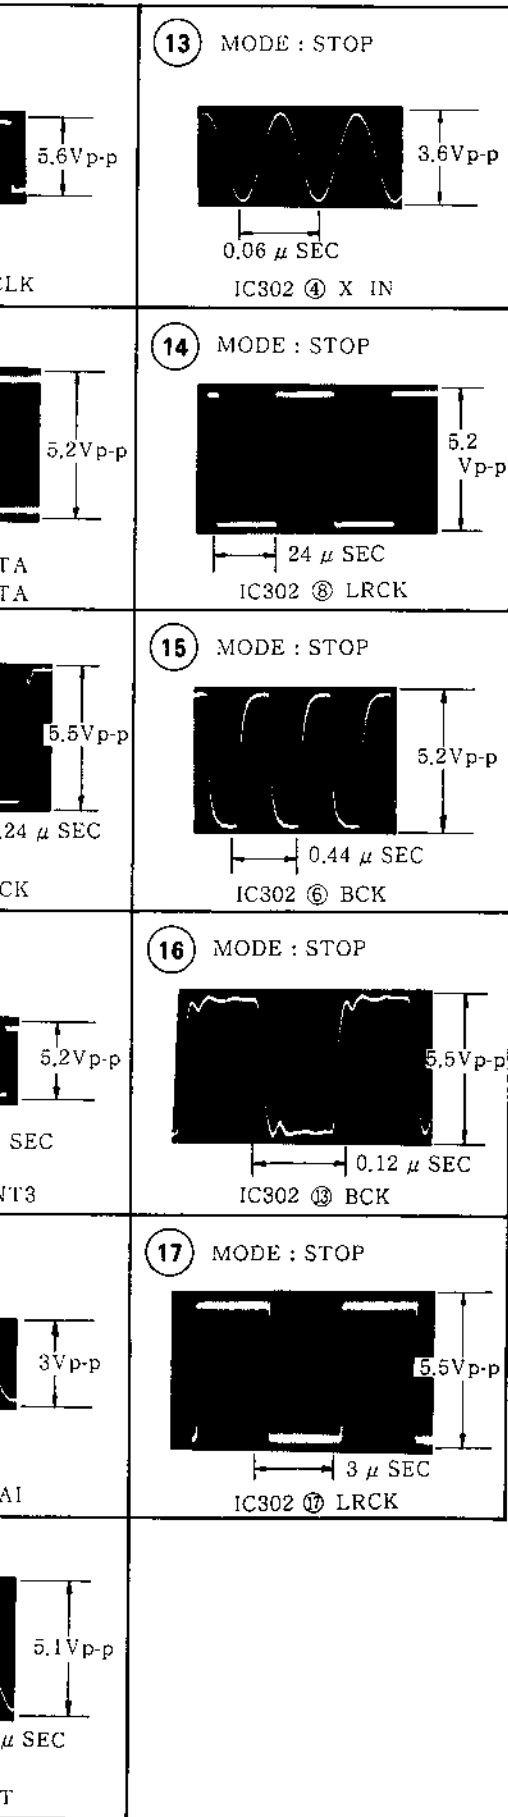 5.6Vp-p
CLK
5.2Vp-p
TA
TA
5.5Vp-p
.24 μ SEC
CK
5.2Vp-p
SEC
NT3
3Vp-p
AI
5.1Vp-p
μ SEC
T
13 MODE : STOP
3.6Vp-p
0.06 μ SEC
IC302 ④ X IN
14 MODE : STOP
5.2
Vp-p
24 μ SEC
IC302 ⑧ LRCK
15 MODE : STOP
5.2Vp-p
0.44 μ SEC
IC302 ⑥ BCK
16 MODE : STOP
5.5Vp-p
0.12 μ SEC
IC302 ⑬ BCK
17 MODE : STOP
5.5Vp-p
3 μ SEC
IC302 ⑰ LRCK